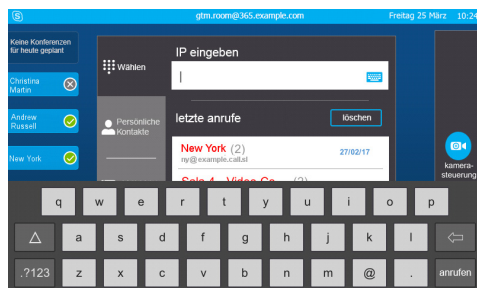 gtm.room@365.example.com
Freitag 25 März 10:24
Keine Konferenzen
für heute geplant
Christina
Martin
Andrew
Russell
New York
Wählen
Persönliche
Kontakte
IP eingeben
letzte anrufe
löschen
New York (2)
ny@example.call.sl
27/02/17
kamera-
steuerung
q w e r t y u i o p
a s d f g h j k l
.?123 z x c v b n m @ . anrufen